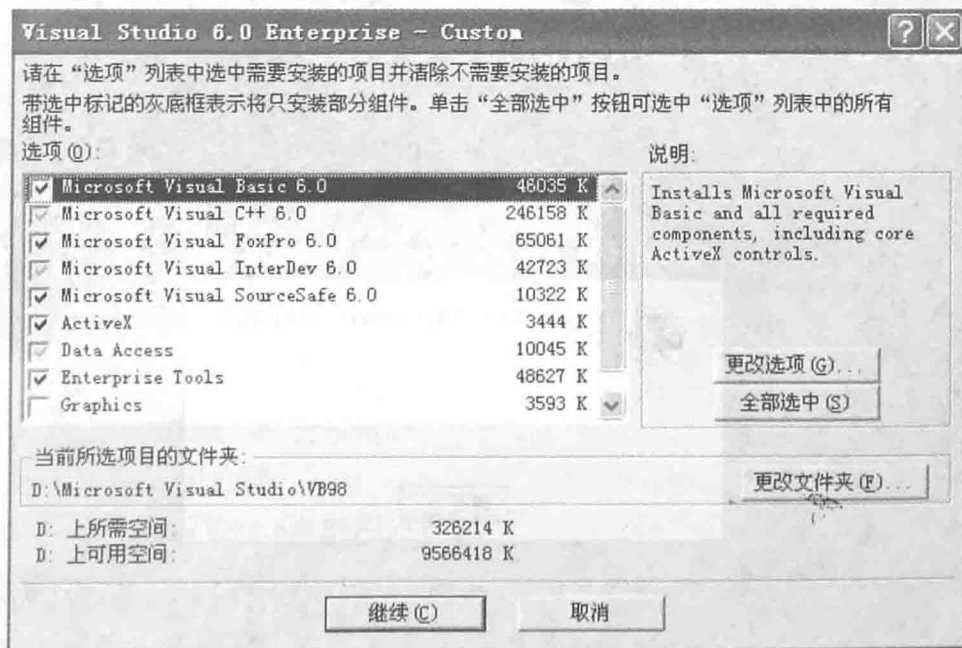 Visual Studio 6.0 Enterprise - Custom
请在“选项”列表中选中需要安装的项目并清除不需要安装的项目。
带选中标记的灰底框表示将只安装部分组件。单击“全部选中”按钮可选中“选项”列表中的所有
组件。
选项(O):
说明:
Microsoft Visual Basic 6.0 46035 K
Microsoft Visual C++ 6.0 246158 K
Microsoft Visual FoxPro 6.0 65061 K
Microsoft Visual InterDev 6.0 42723 K
Microsoft Visual SourceSafe 6.0 10322 K
ActiveX 3444 K
Data Access 10045 K
Enterprise Tools 48627 K
Graphics 3593 K
Installs Microsoft Visual
Basic and all required
components, including core
ActiveX controls.
更改选项(G)...
全部选中(S)
当前所选项目的文件夹:
D:\Microsoft Visual Studio\VB98
更改文件夹(F)...
D: 上所需空间: 326214 K
D: 上可用空间: 9566418 K
继续(C)
取消